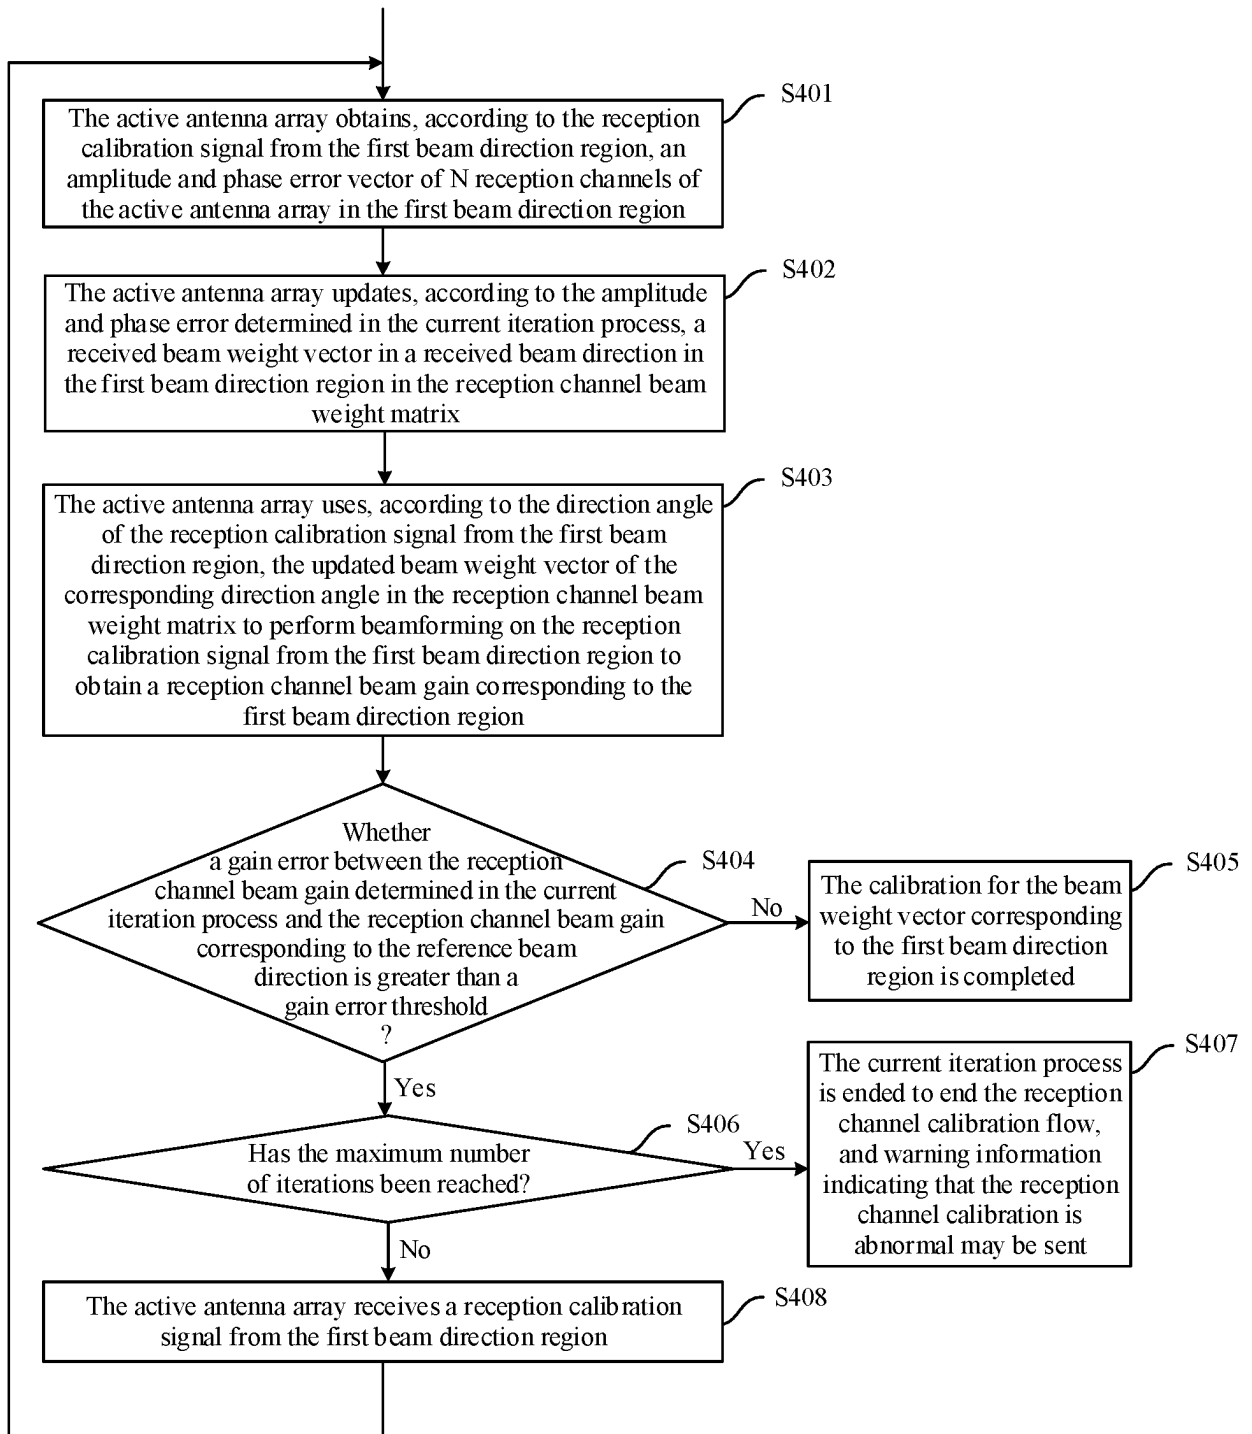 S401
The active antenna array obtains, according to the reception
calibration signal from the first beam direction region, an
amplitude and phase error vector of N reception channels of
the active antenna array in the first beam direction region
S402
The active antenna array updates, according to the amplitude
and phase error determined in the current iteration process, a
received beam weight vector in a received beam direction in
the first beam direction region in the reception channel beam
weight matrix
S403
The active antenna array uses, according to the direction angle
of the reception calibration signal from the first beam
direction region, the updated beam weight vector of the
corresponding direction angle in the reception channel beam
weight matrix to perform beamforming on the reception
calibration signal from the first beam direction region to
obtain a reception channel beam gain corresponding to the
first beam direction region
S404
Whether
a gain error between the reception
channel beam gain determined in the current
iteration process and the reception channel beam gain
corresponding to the reference beam
direction is greater than a
gain error threshold
?
No
S405
The calibration for the beam
weight vector corresponding
to the first beam direction
region is completed
Yes
S406
Has the maximum number
of iterations been reached?
Yes
S407
The current iteration process
is ended to end the reception
channel calibration flow,
and warning information
indicating that the reception
channel calibration is
abnormal may be sent
No
S408
The active antenna array receives a reception calibration
signal from the first beam direction region